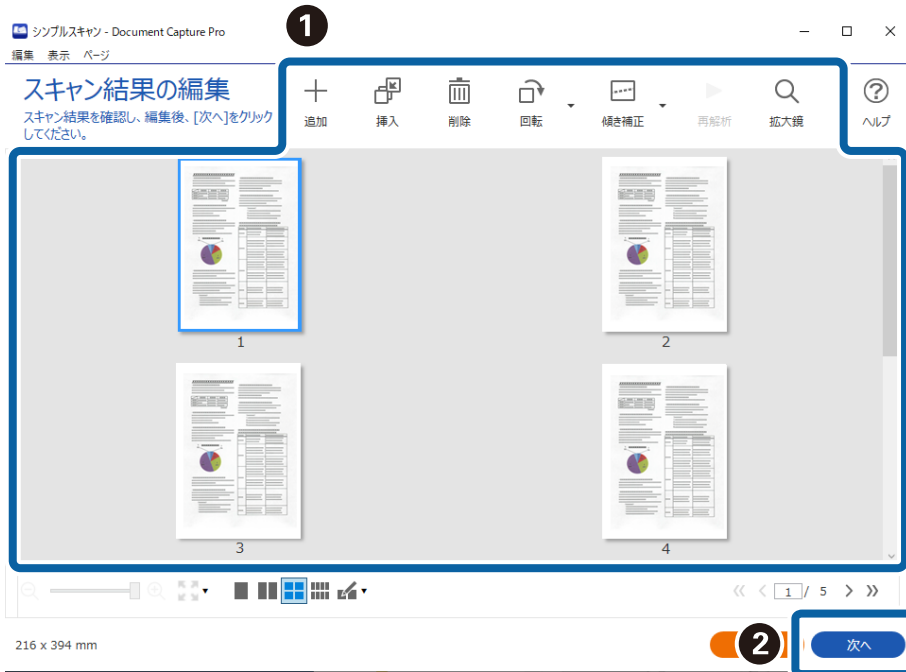 1
シンプルスキャン - Document Capture Pro
編集 表示 ページ
スキャン結果の編集
スキャン結果を確認し、編集後、[次へ]をクリック
してください。
追加 挿入 削除 回転 傾き補正 再解析 拡大鏡 ヘルプ
1 2
3 4
1 / 5
216 x 394 mm
2 次へ